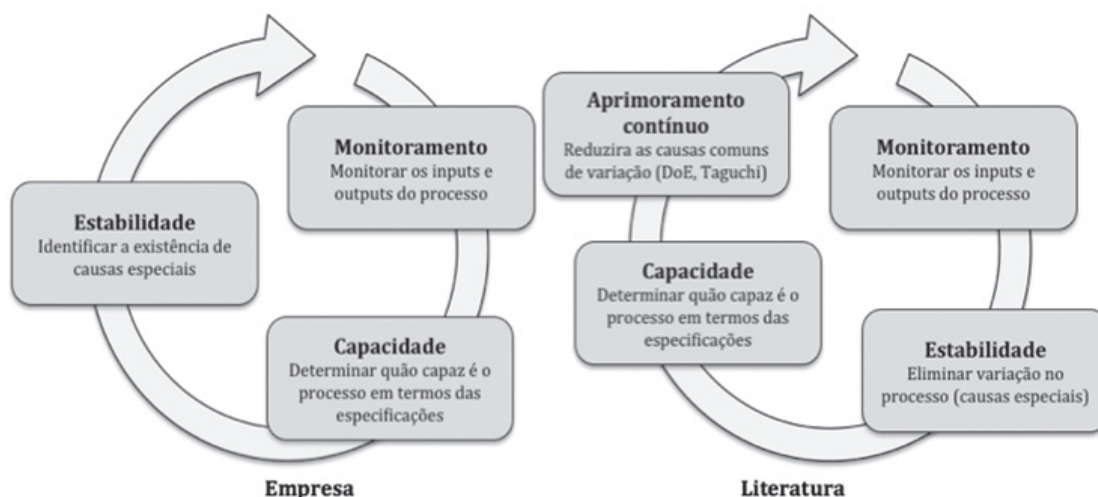 Monitoramento
Monitorar os inputs e
outputs do processo
Capacidade
Determinar quão capaz é o
processo em termos das
especificações
Estabilidade
Identificar a existência de
causas especiais
Empresa
Monitoramento
Monitorar os inputs e
outputs do processo
Estabilidade
Eliminar variação no
processo (causas especiais)
Capacidade
Determinar quão capaz é o
processo em termos das
especificações
Aprimoramento
contínuo
Reduzira as causas comuns
de variação (DoE, Taguchi)
Literatura